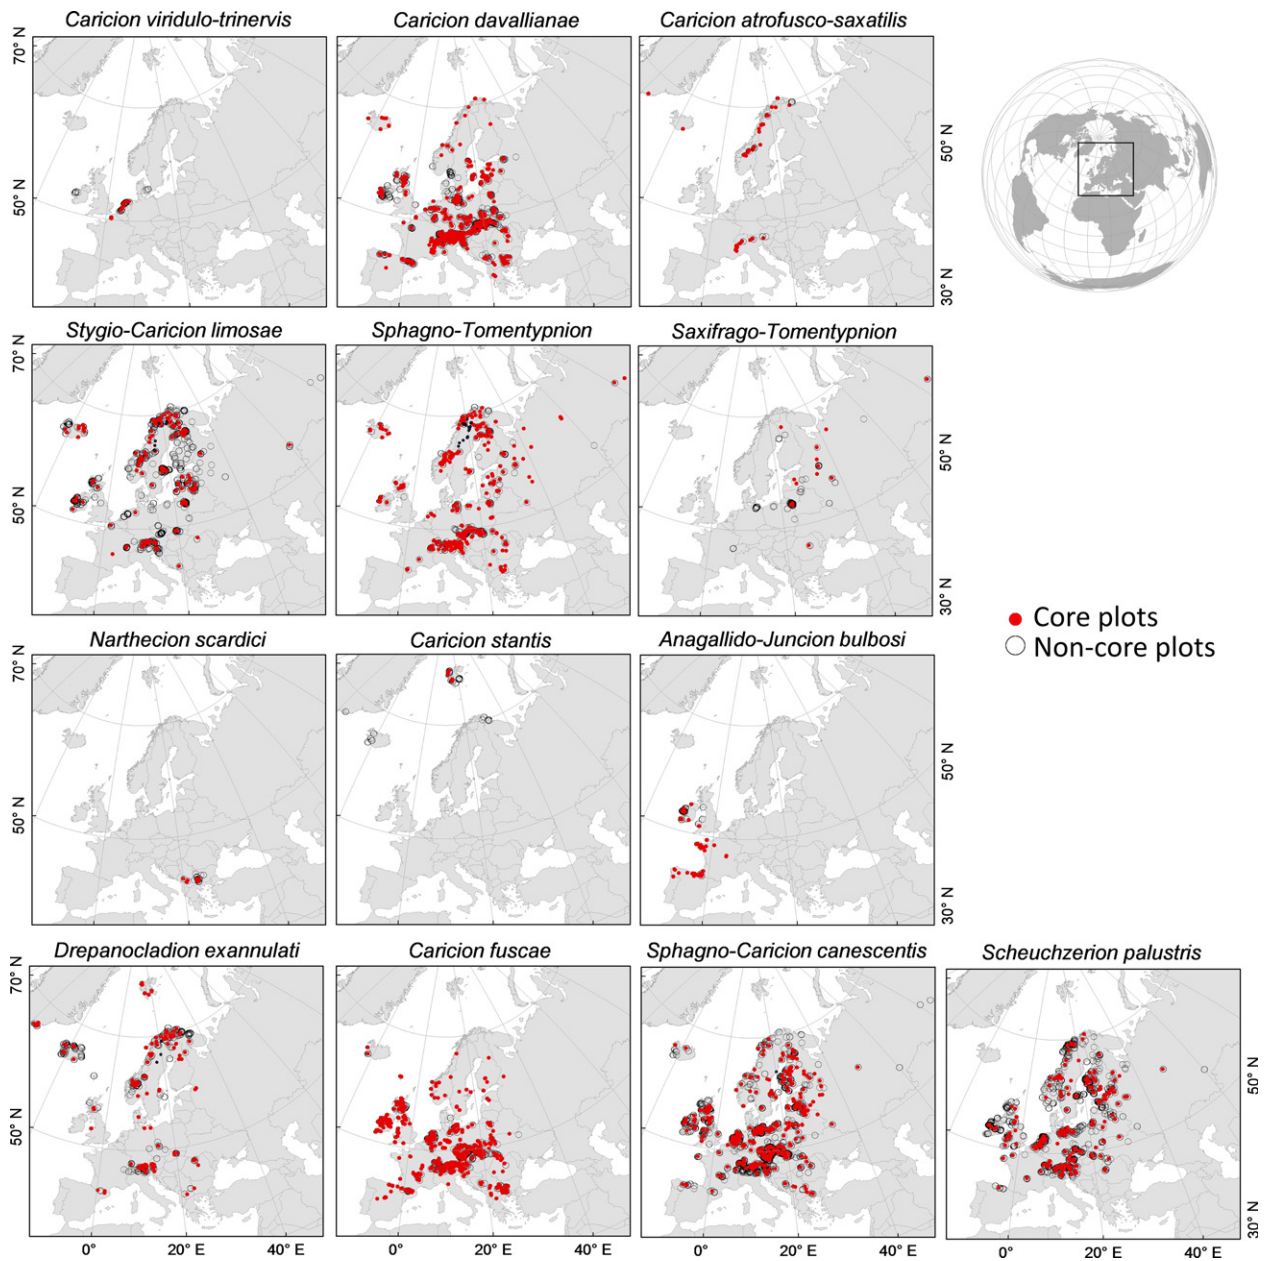 Caricion viridulo-trinervis
Caricion davallianae
Caricion atrofusco-saxatilis
70° N
50° N
50° N
30° N
Stygio-Caricion limosae
Sphagno-Tomentypnion
Saxifrago-Tomentypnion
70° N
50° N
50° N
30° N
Core plots
Non-core plots
Narthecion scardici
Caricion stantis
Anagallido-Juncion bulbosi
70° N
50° N
50° N
30° N
Drepanocladion exannulati
Caricion fuscae
Sphagno-Caricion canescentis
Scheuchzerion palustris
70° N
50° N
50° N
30° N
0° 20° E 40° E
0° 20° E 40° E
0° 20° E 40° E
0° 20° E 40° E